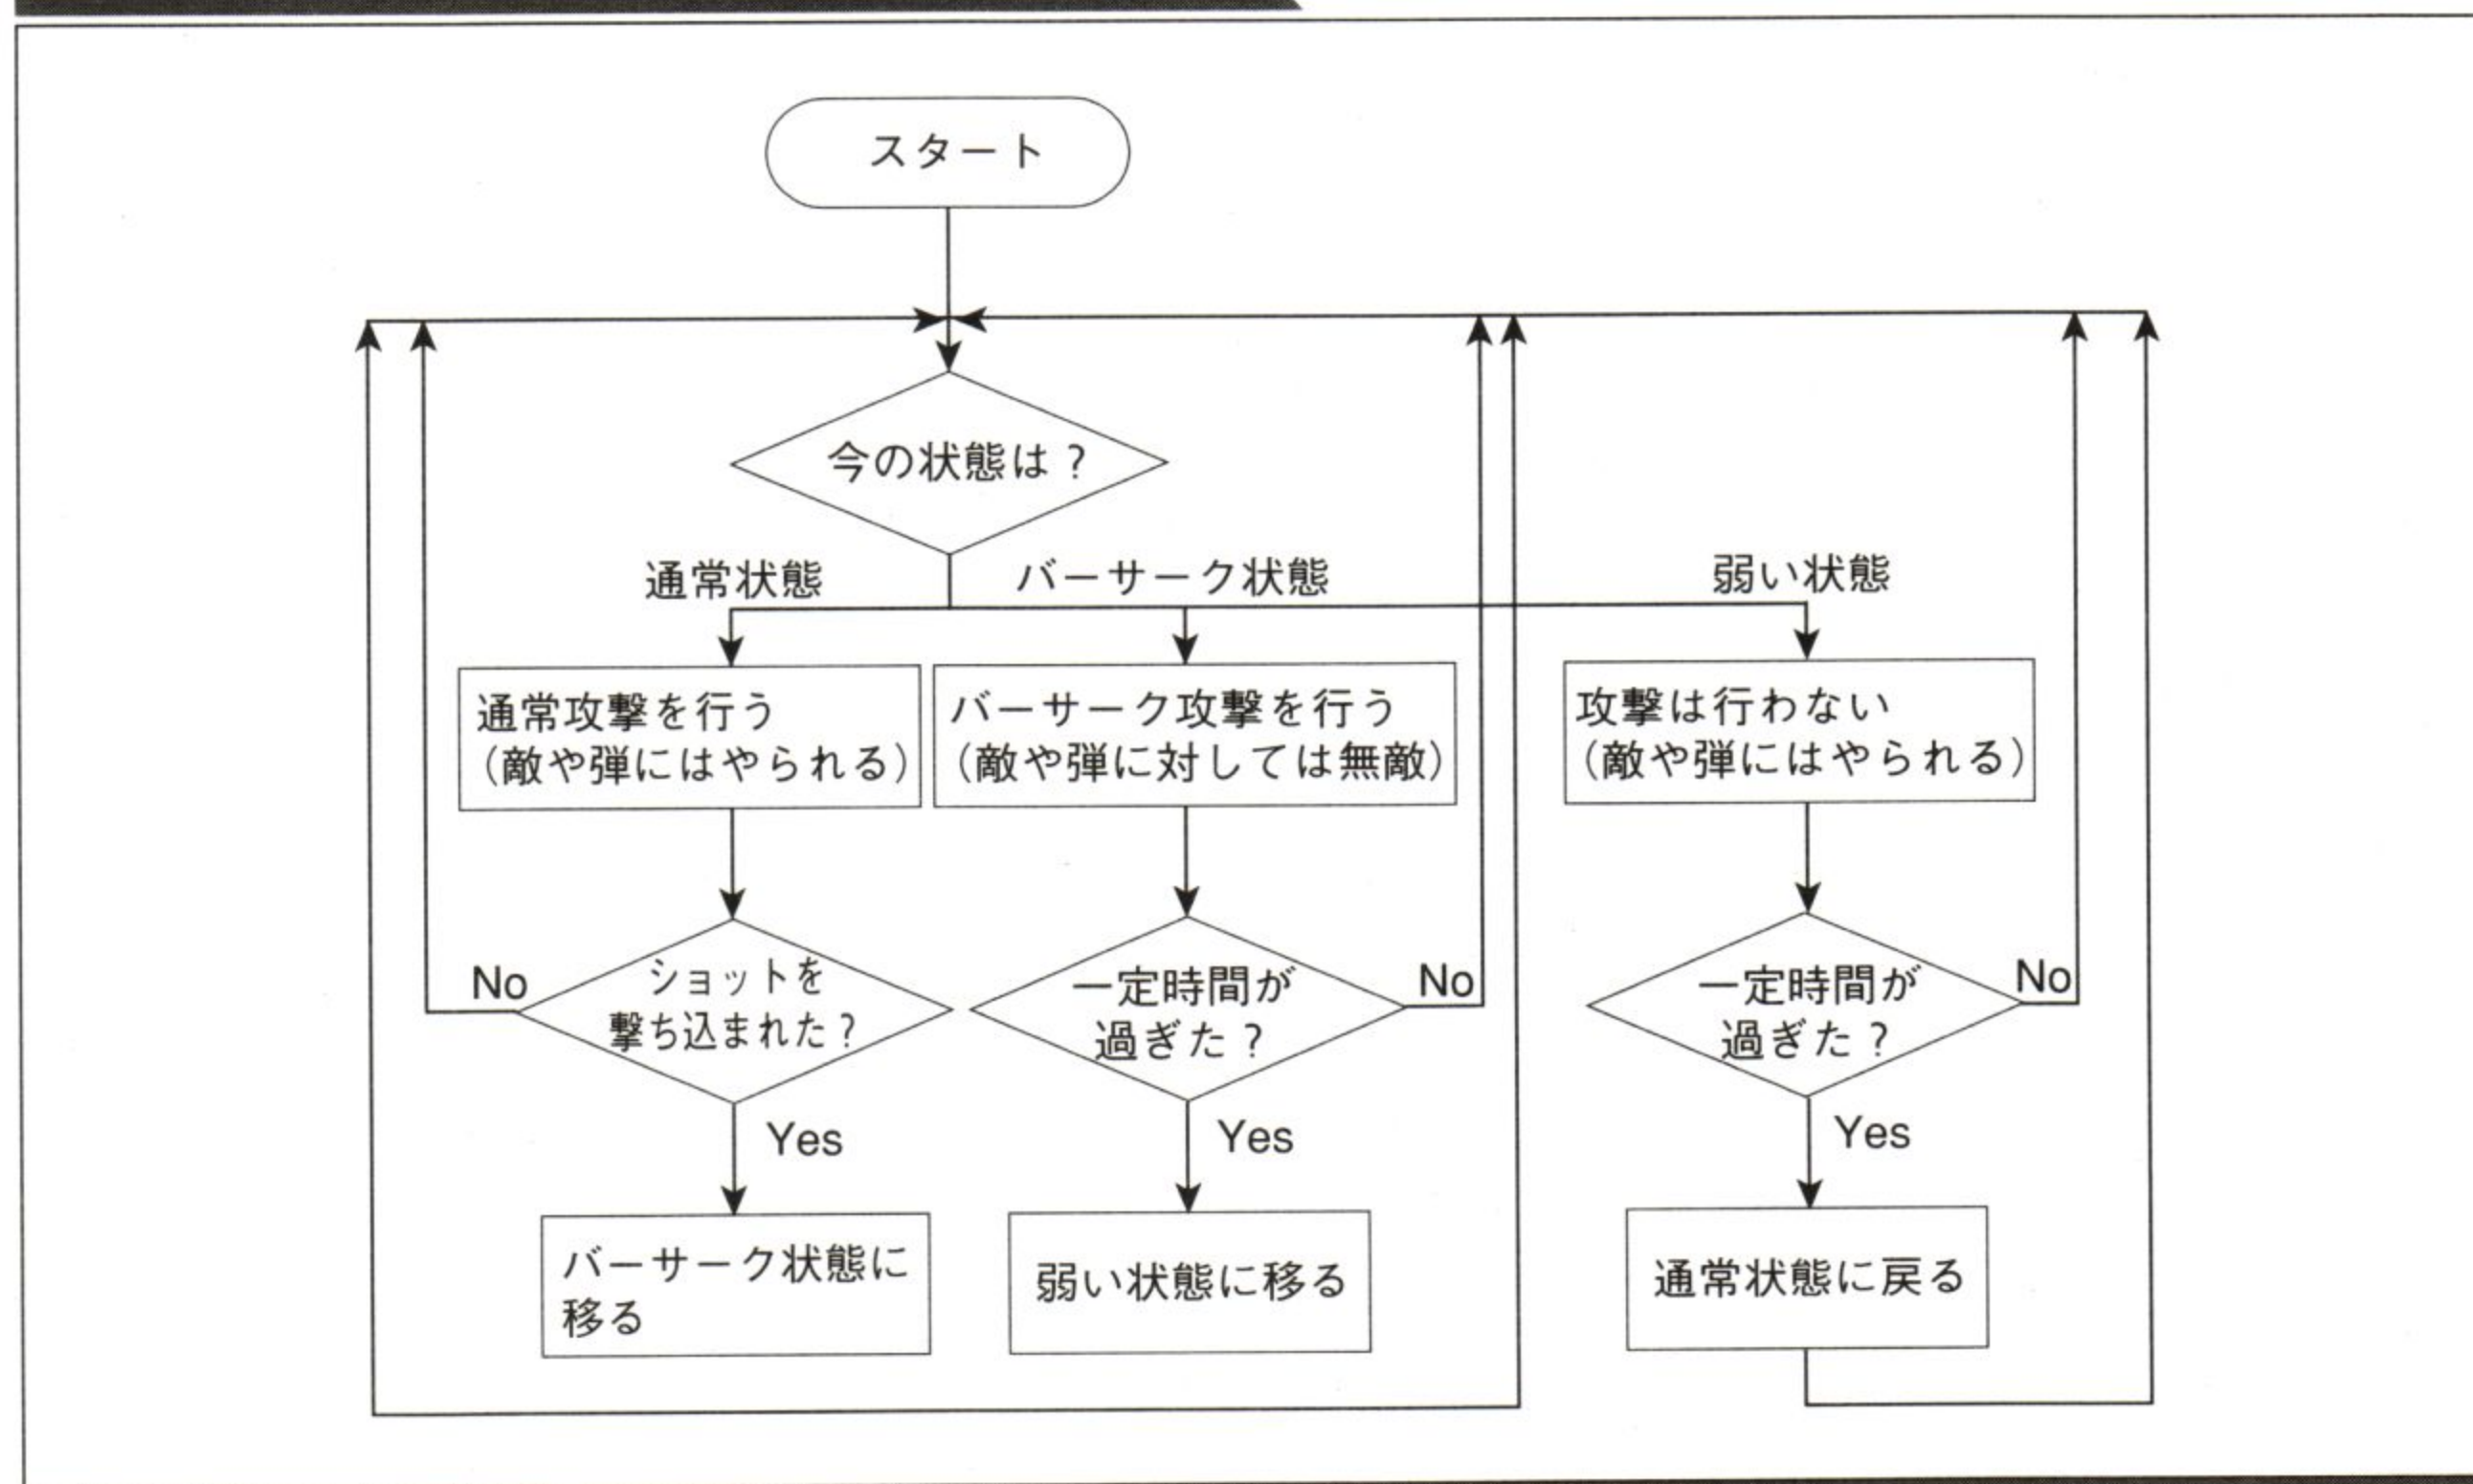 スタート
今の状態は?
通常状態
バーサーク状態
弱い状態
通常攻撃を行う
(敵や弾にはやられる)
バーサーク攻撃を行う
(敵や弾に対しては無敵)
攻撃は行わない
(敵や弾にはやられる)
No
ショットを
撃ち込まれた?
一定時間が
過ぎた?
No
一定時間が
過ぎた?
No
Yes
Yes
Yes
バーサーク状態に
移る
弱い状態に移る
通常状態に戻る